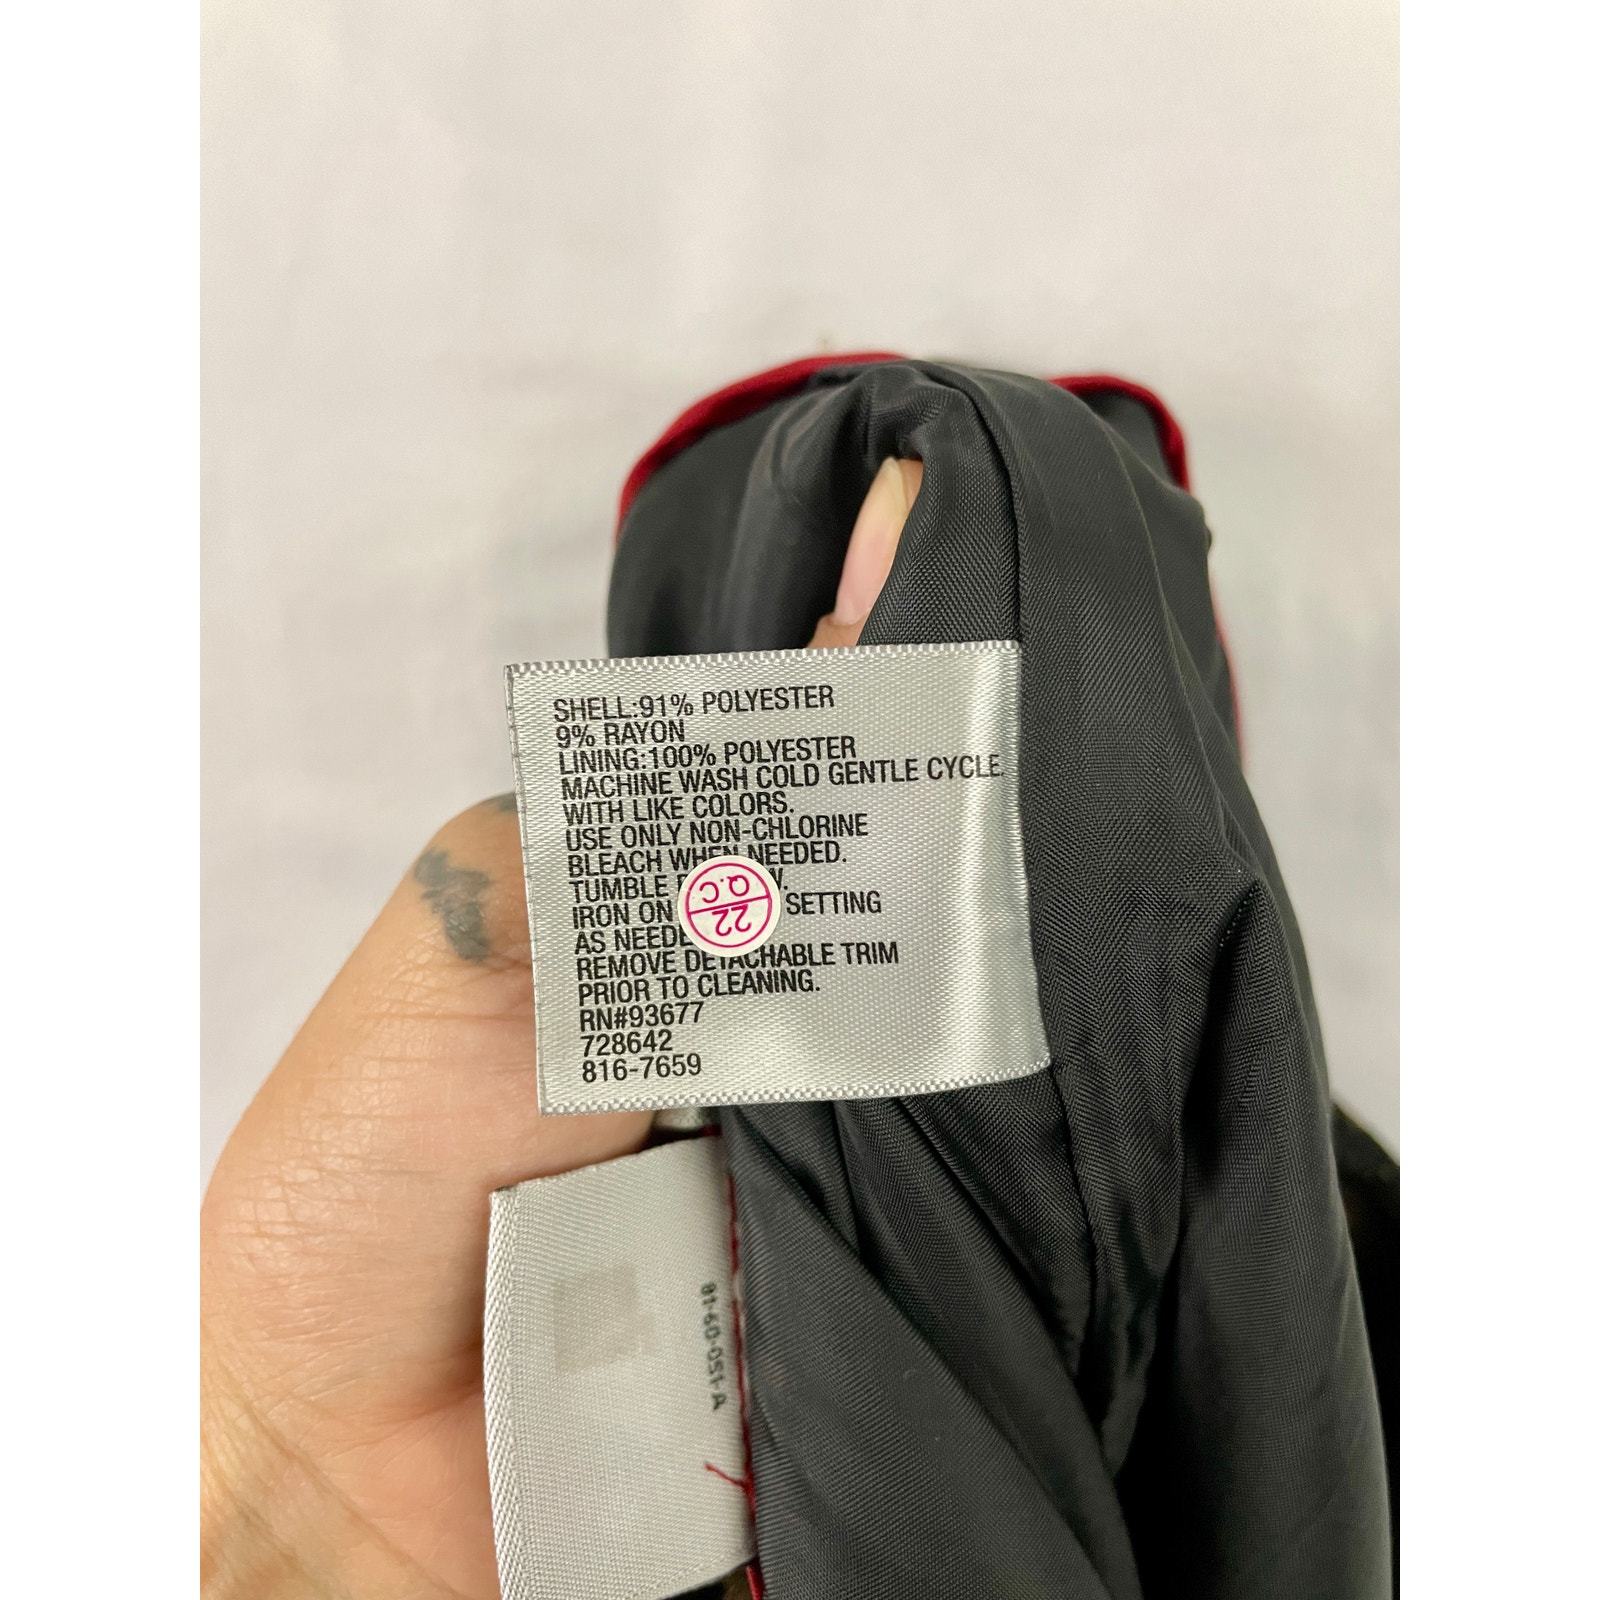 SHELL:91% POLYESTER
9% RAYON
LINING:100% POLYESTER
MACHINE WASH COLD GENTLE CYCLE.
WITH LIKE COLORS.
USE ONLY NON-CHLORINE
BLEACH WHEN NEEDED.
TUMBLE
IRON ON SETTING
AS
REMOVE DETACHABLE TRIM
PRIOR TO CLEANING.
RN#93677
728642
816-7659
22
Q.C